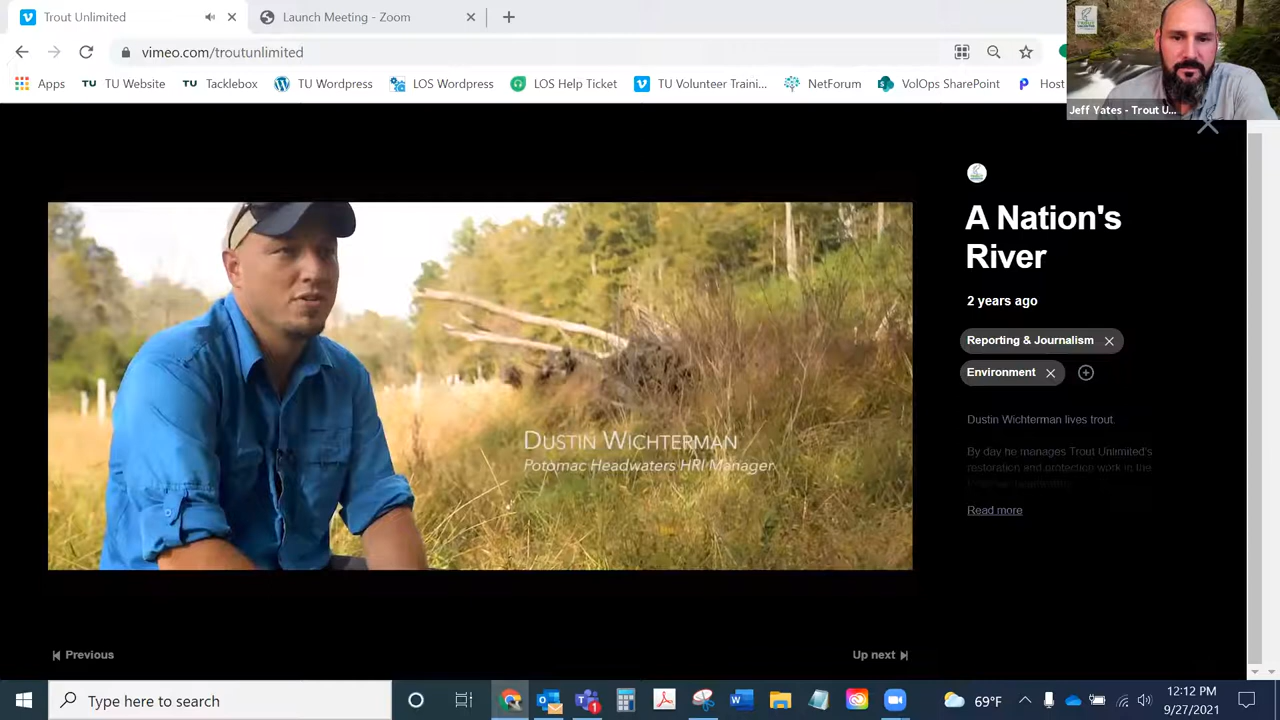 Trout Unlimited
Launch Meeting - Zoom
vimeo.com/troutunlimited
Apps
TU TU Website
TU Tacklebox
TU Wordpress
LOS Wordpress
LOS Help Ticket
TU Volunteer Traini...
NetForum
VolOps SharePoint
Host
Jeff Yates - Trout U...
A Nation's
River
2 years ago
Reporting & Journalism
Environment
Dustin Wichterman lives trout.
By day he manages Trout Unlimited's
restoration and protection work in the
Read more
DUSTIN WICHTERMAN
Potomac Headwaters HRI Manager
Previous
Up next
Type here to search
69°F
12:12 PM
9/27/2021